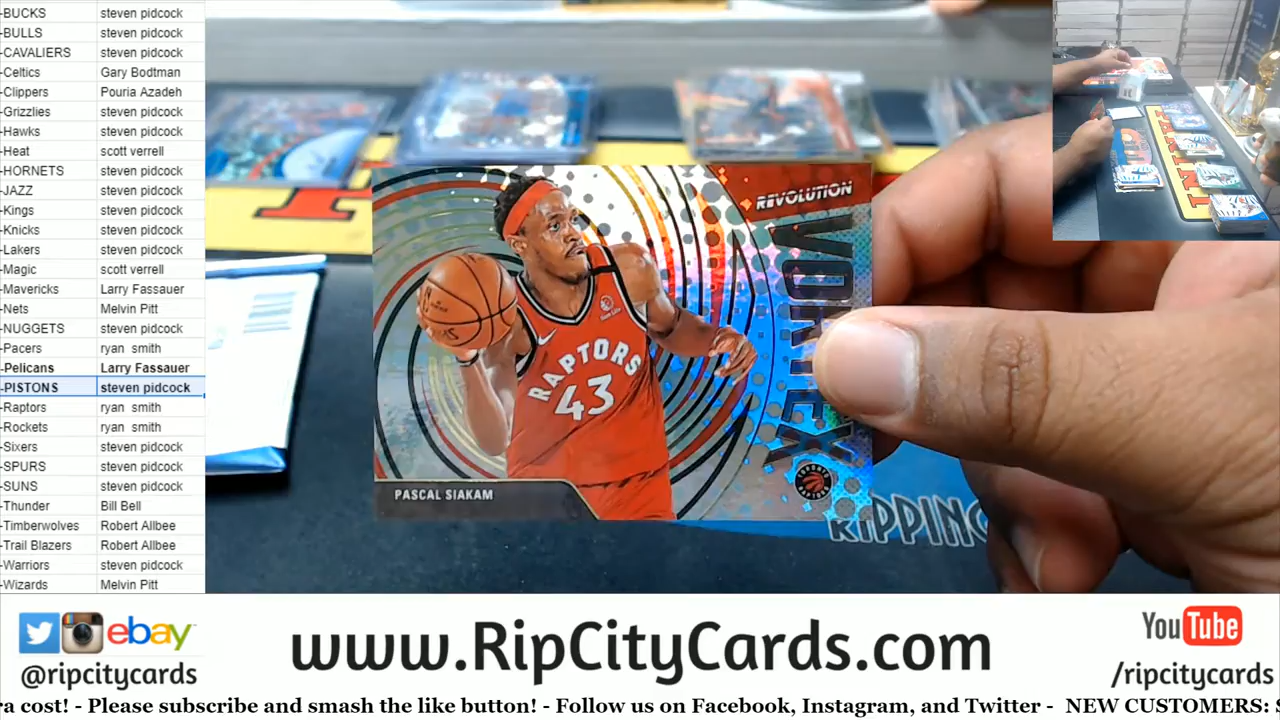 -BUCKS steven pidcock
-BULLS steven pidcock
-CAVALIERS steven pidcock
-Celtics Gary Bodtman
-Clippers Pouria Azadeh
-Grizzlies steven pidcock
-Hawks steven pidcock
-Heat scott verrell
-HORNETS steven pidcock
-JAZZ steven pidcock
-Kings steven pidcock
-Knicks steven pidcock
-Lakers steven pidcock
-Magic scott verrell
-Mavericks Larry Fassauer
-Nets Melvin Pitt
-NUGGETS steven pidcock
-Pacers ryan smith
-Pelicans Larry Fassauer
-PISTONS steven pidcock
-Raptors ryan smith
-Rockets ryan smith
-Sixers steven pidcock
-SPURS steven pidcock
-SUNS steven pidcock
-Thunder Bill Bell
-Timberwolves Robert Allbee
-Trail Blazers Robert Allbee
-Warriors steven pidcock
-Wizards Melvin Pitt
REVOLUTION
VORTEX
RAPTORS
43
PASCAL SIAKAM
RIPPING
ebay
@ripcitycards
www.RipCityCards.com
YouTube
/ripcitycards
ra cost! - Please subscribe and smash the like button! - Follow us on Facebook, Instagram, and Twitter - NEW CUSTOMERS: